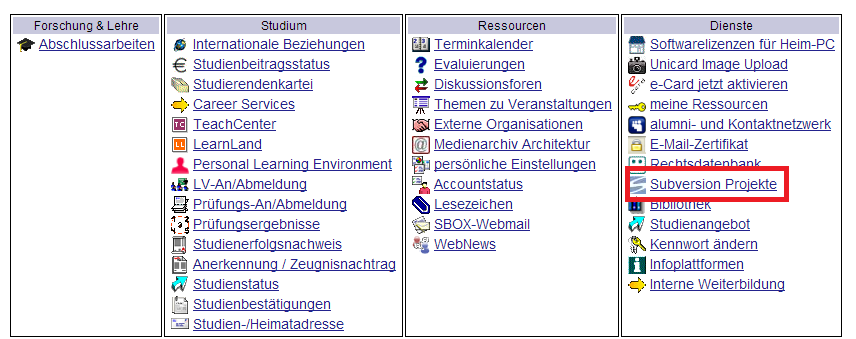 Forschung & Lehre
Abschlussarbeiten
Studium
Internationale Beziehungen
Studienbeitragsstatus
Studierendenkartei
Career Services
TC TeachCenter
LL LearnLand
Personal Learning Environment
LV-An/Abmeldung
Prüfungs-An/Abmeldung
Prüfungsergebnisse
Studienerfolgsnachweis
Anerkennung / Zeugnisnachtrag
Studienstatus
Studienbestätigungen
Studien-/Heimatadresse
Ressourcen
Terminkalender
Evaluierungen
Diskussionsforen
Themen zu Veranstaltungen
Externe Organisationen
Medienarchiv Architektur
persönliche Einstellungen
Accountstatus
Lesezeichen
SBOX-Webmail
WebNews
Dienste
Softwarelizenzen für Heim-PC
Unicard Image Upload
e-Card jetzt aktivieren
meine Ressourcen
alumni- und Kontaktnetzwerk
E-Mail-Zertifikat
Rechtsdatenbank
Subversion Projekte
Bibliothek
Studienangebot
Kennwort ändern
Infoplattformen
Interne Weiterbildung